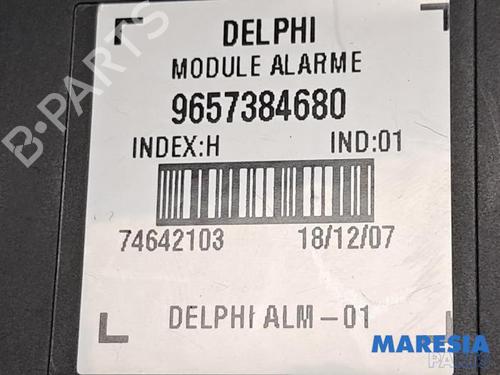 DELPHI
MODULE ALARME
9657384680
INDEX:H IND:01
74642103 18/12/07
DELPHI ALM-01
B-PARTS
MARESIA
PARTS